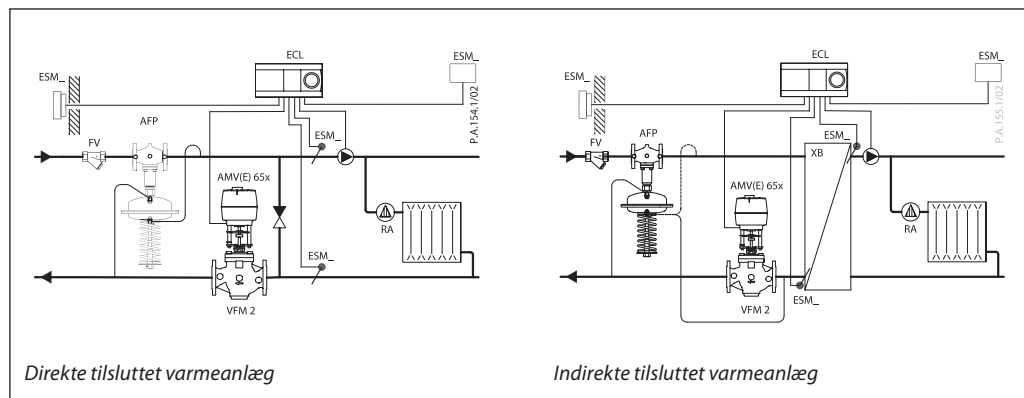 ECL
ESM_
ESM_
AFP
FV
ESM_
AMV(E) 65x
RA
ESM_
VFM 2
P.A.154.1/02
Direkte tilsluttet varmeanlæg
ECL
ESM_
ESM_
AFP
FV
ESM_
XB
AMV(E) 65x
RA
ESM_
VFM 2
P.A.155.1/02
Indirekte tilsluttet varmeanlæg